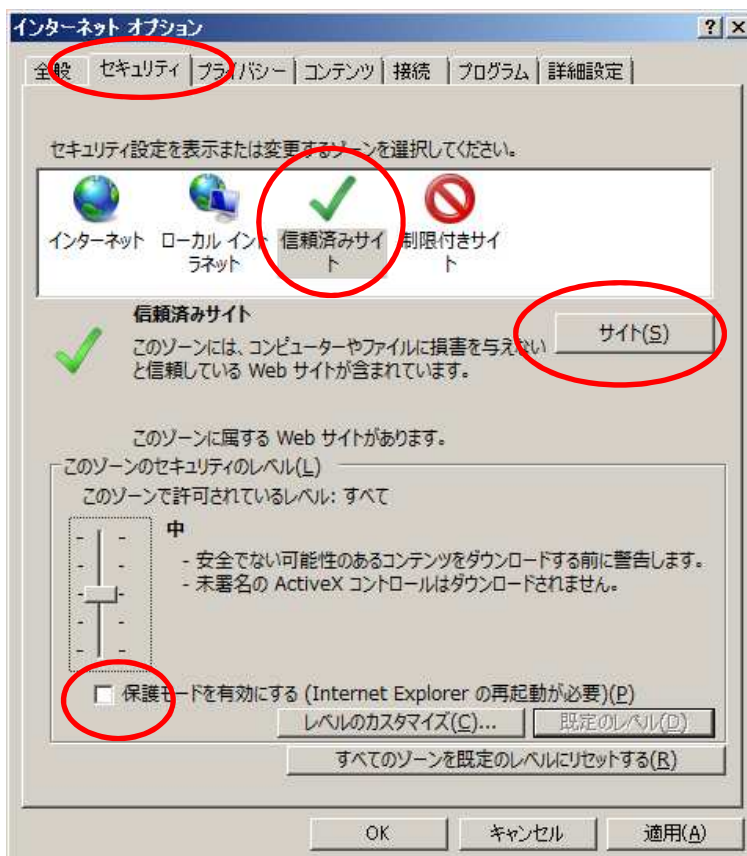 インターネット オプション
全般 セキュリティ プライバシー コンテンツ 接続 プログラム 詳細設定
セキュリティ設定を表示または変更するゾーンを選択してください。
インターネット ローカル イント 信頼済みサイ 制限付きサイ
ラネット ト ト
信頼済みサイト
サイト(S)
このゾーンには、コンピューターやファイルに損害を与えない
と信頼している Web サイトが含まれています。
このゾーンに属する Web サイトがあります。
このゾーンのセキュリティのレベル(L)
このゾーンで許可されているレベル: すべて
中
- 安全でない可能性のあるコンテンツをダウンロードする前に警告します。
- 未署名の ActiveX コントロールはダウンロードされません。
保護モードを有効にする (Internet Explorer の再起動が必要)(P)
レベルのカスタマイズ(C)... 既定のレベル(D)
すべてのゾーンを既定のレベルにリセットする(R)
OK キャンセル 適用(A)